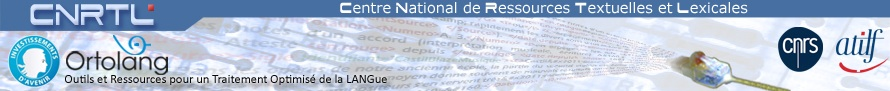 CNRTL
Centre National de Ressources Textuelles et Lexicales
INVESTISSEMENTS
D'AVENIR
Ortolang
Outils et Ressources pour un Traitement Optimisé de la LANGue
cnrs
atilf